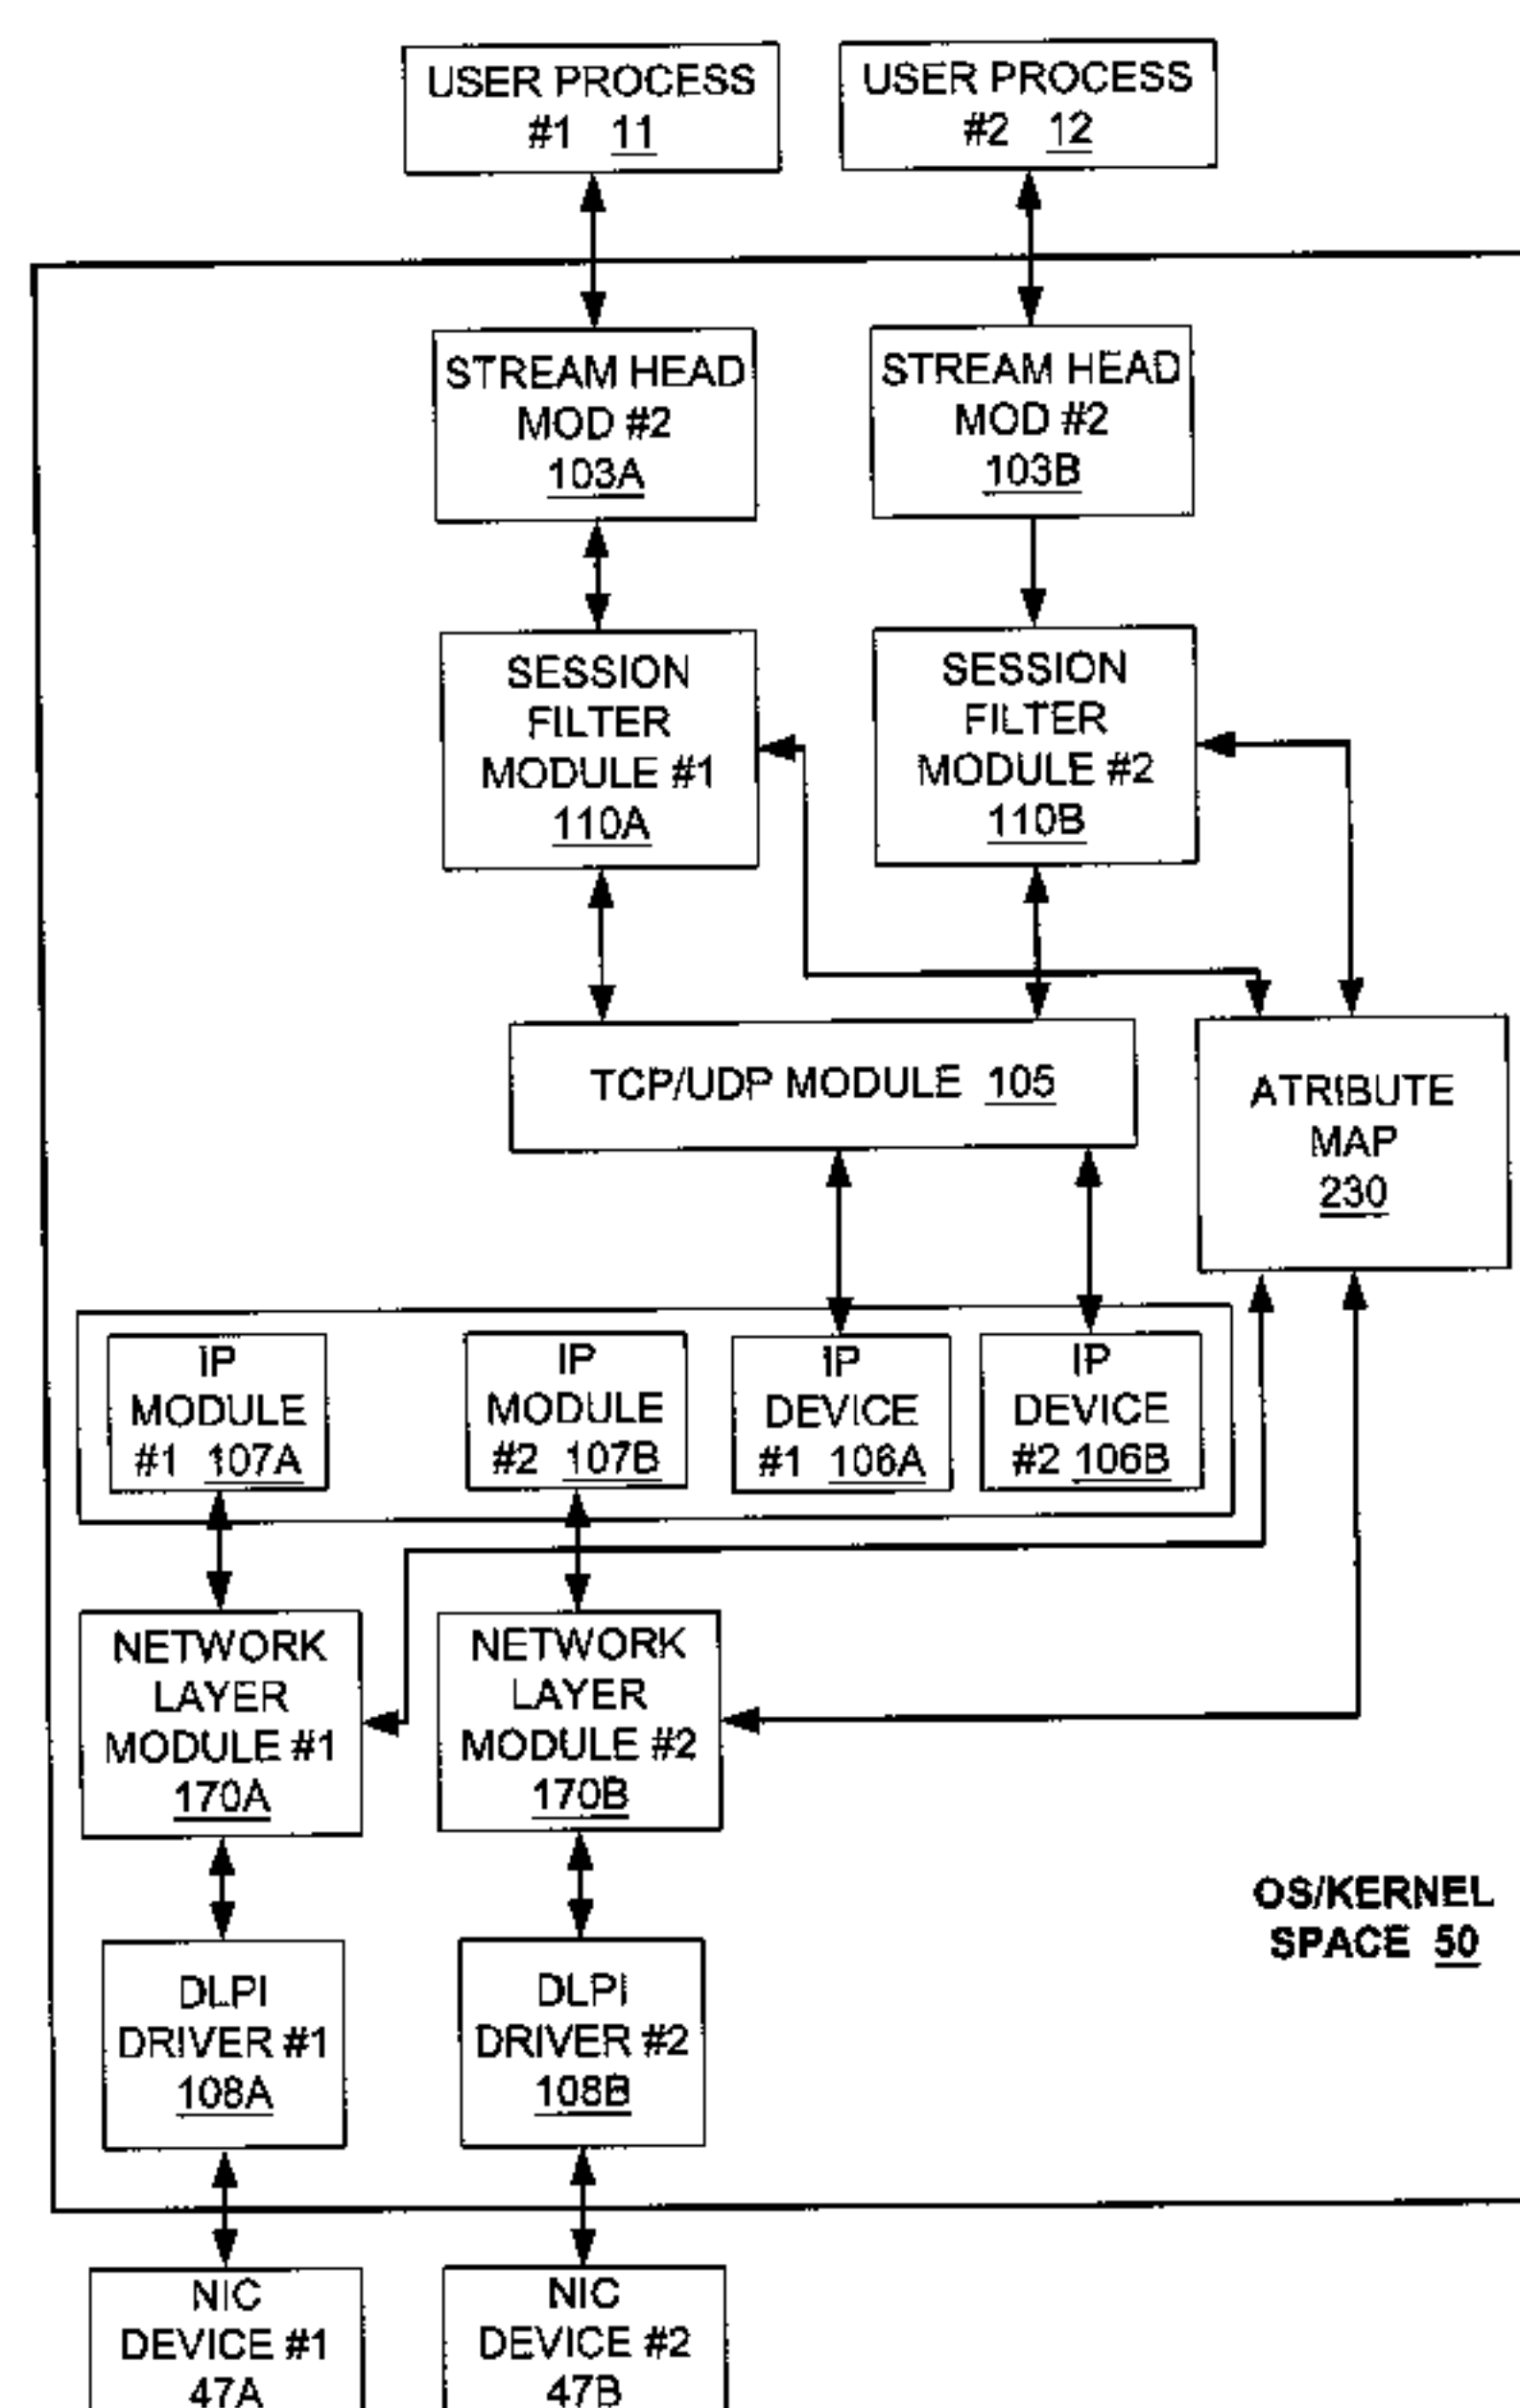 USER PROCESS
#1 11
USER PROCESS
#2 12
STREAM HEAD
MOD #2
103A
STREAM HEAD
MOD #2
103B
SESSION
FILTER
MODULE #1
110A
SESSION
FILTER
MODULE #2
110B
TCP/UDP MODULE 105
ATRIBUTE
MAP
230
IP
MODULE
#1 107A
IP
MODULE
#2 107B
IP
DEVICE
#1 106A
IP
DEVICE
#2 106B
NETWORK
LAYER
MODULE #1
170A
NETWORK
LAYER
MODULE #2
170B
OS/KERNEL
SPACE 50
DLPI
DRIVER #1
108A
DLPI
DRIVER #2
108B
NIC
DEVICE #1
47A
NIC
DEVICE #2
47B